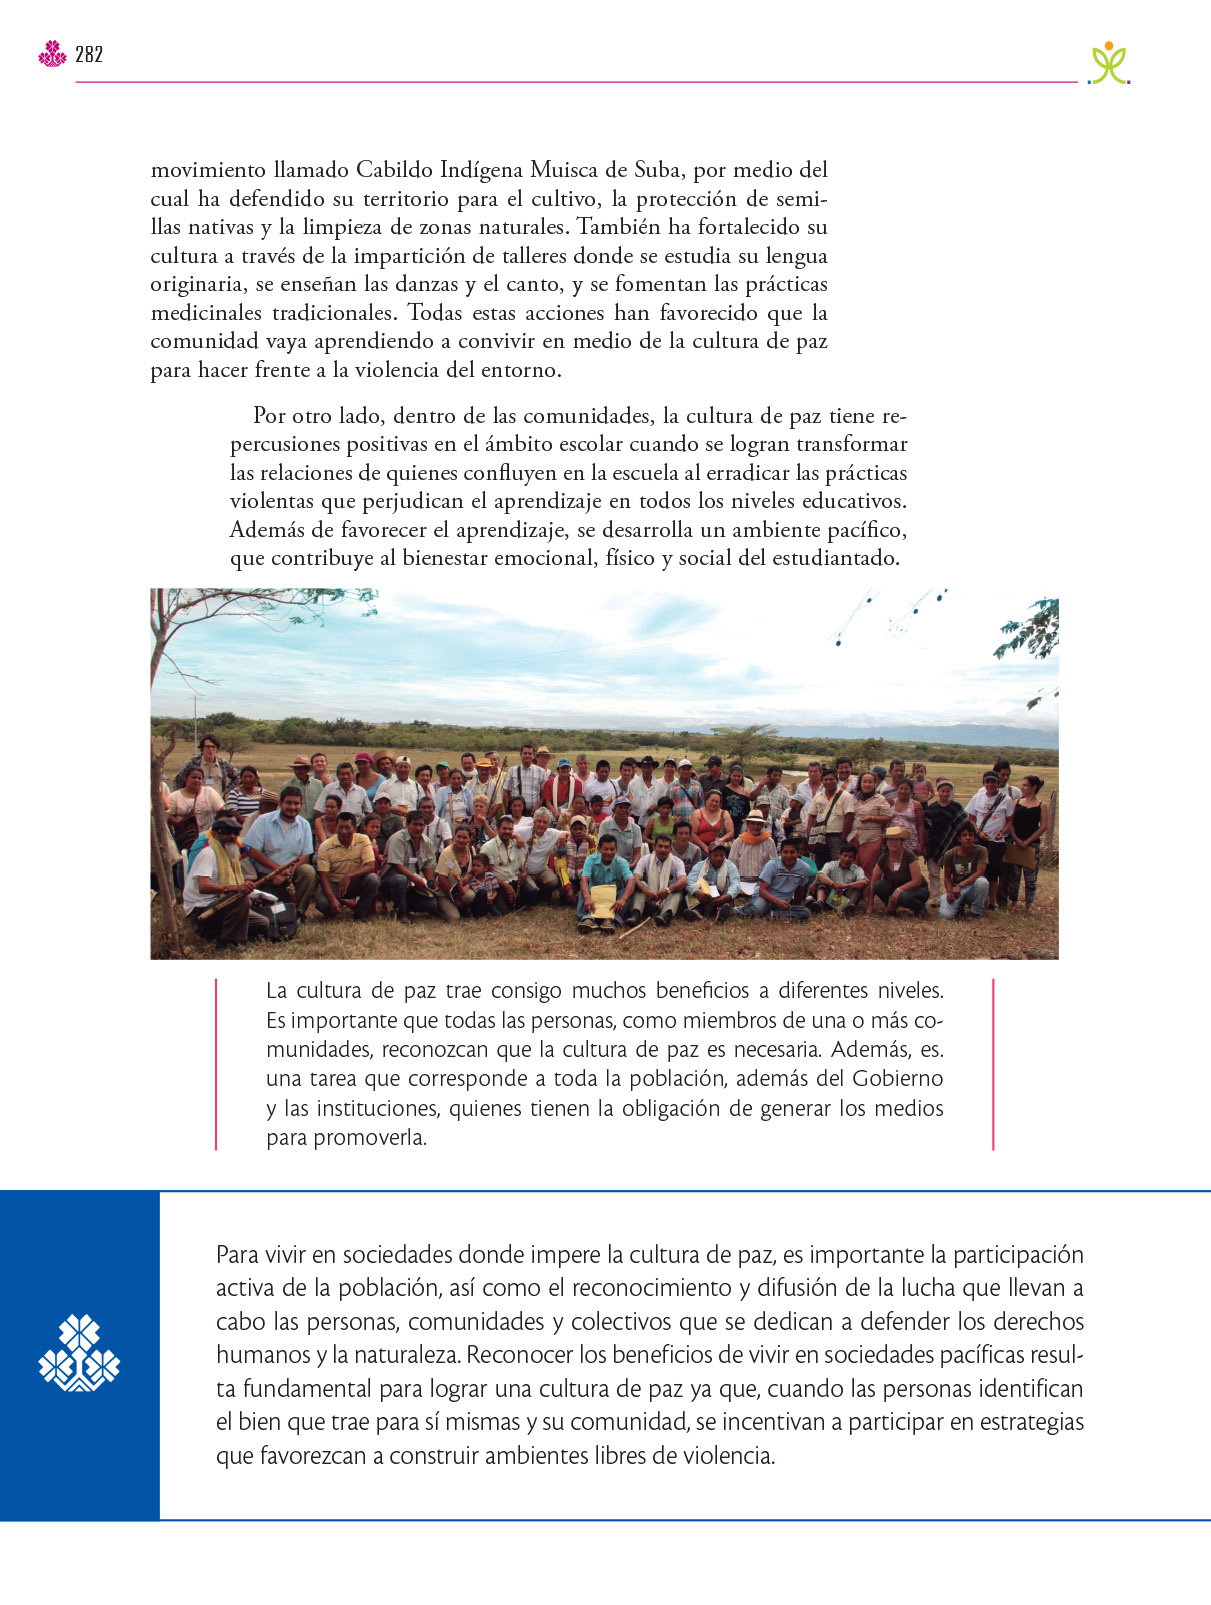 282
movimiento llamado Cabildo Indígena Muisca de Suba, por medio del
cual ha defendido su territorio para el cultivo, la protección de semi-
llas nativas y la limpieza de zonas naturales. También ha fortalecido su
cultura a través de la impartición de talleres donde se estudia su lengua
originaria, se enseñan las danzas y el canto, y se fomentan las prácticas
medicinales tradicionales. Todas estas acciones han favorecido que la
comunidad vaya aprendiendo a convivir en medio de la cultura de paz
para hacer frente a la violencia del entorno.
Por otro lado, dentro de las comunidades, la cultura de paz tiene re-
percusiones positivas en el ámbito escolar cuando se logran transformar
las relaciones de quienes confluyen en la escuela al erradicar las prácticas
violentas que perjudican el aprendizaje en todos los niveles educativos.
Además de favorecer el aprendizaje, se desarrolla un ambiente pacífico,
que contribuye al bienestar emocional, físico y social del estudiantado.
La cultura de paz trae consigo muchos beneficios a diferentes niveles.
Es importante que todas las personas, como miembros de una o más co-
munidades, reconozcan que la cultura de paz es necesaria. Además, es.
una tarea que corresponde a toda la población, además del Gobierno
y las instituciones, quienes tienen la obligación de generar los medios
para promoverla.
Para vivir en sociedades donde impere la cultura de paz, es importante la participación
activa de la población, así como el reconocimiento y difusión de la lucha que llevan a
cabo las personas, comunidades y colectivos que se dedican a defender los derechos
humanos y la naturaleza. Reconocer los beneficios de vivir en sociedades pacíficas resul-
ta fundamental para lograr una cultura de paz ya que, cuando las personas identifican
el bien que trae para sí mismas y su comunidad, se incentivan a participar en estrategias
que favorezcan a construir ambientes libres de violencia.